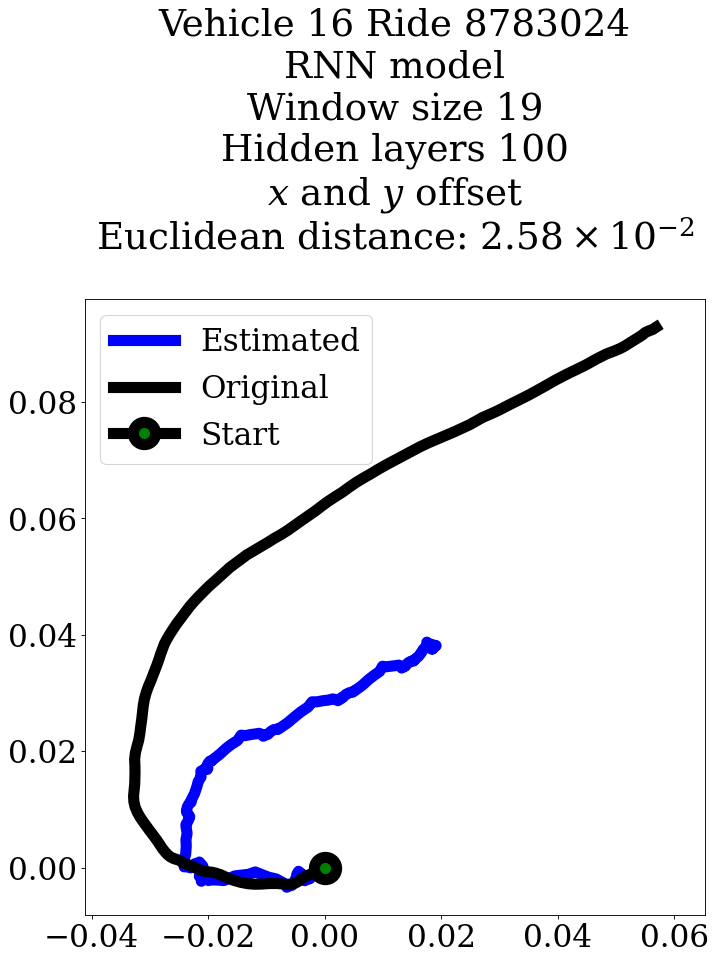 Vehicle 16 Ride 8783024
RNN model
Window size 19
Hidden layers 100
x and y offset
Euclidean distance: 2.58 × 10⁻²
Estimated
Original
Start
0.08
0.06
0.04
0.02
0.00
−0.04 −0.02 0.00 0.02 0.04 0.06